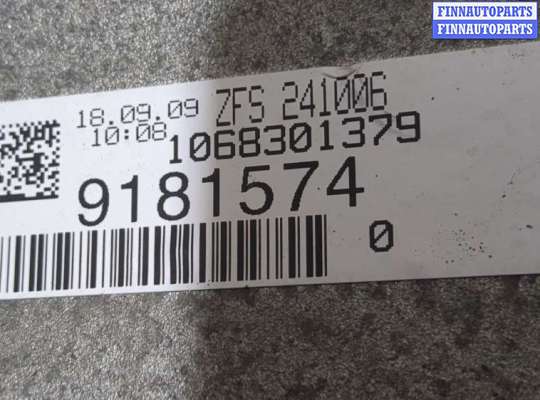 FINNAUTOPARTS
FINNAUTOPARTS
18.09.09 ZFS 241006
10:08 1068301379
9181574
0